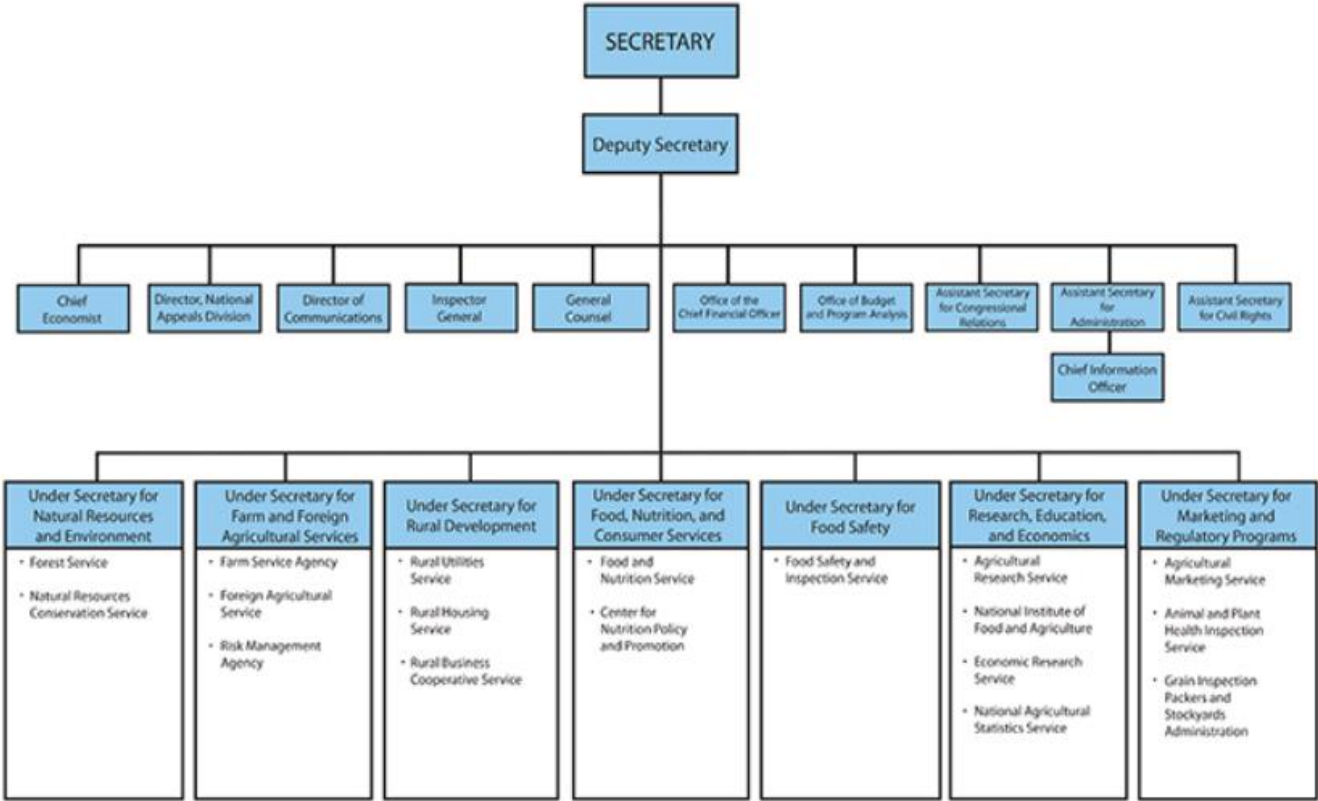 SECRETARY
Deputy Secretary
Chief
Economist
Director, National
Appeals Division
Director of
Communications
Inspector
General
General
Counsel
Office of the
Chief Financial Officer
Office of Budget
and Program Analysis
Assistant Secretary
for Congressional
Relations
Assistant Secretary
for
Administration
Assistant Secretary
for Civil Rights
Chief Information
Officer
Under Secretary for
Natural Resources
and Environment
• Forest Service
• Natural Resources
Conservation Service
Under Secretary for
Farm and Foreign
Agricultural Services
• Farm Service Agency
• Foreign Agricultural
Service
• Risk Management
Agency
Under Secretary for
Rural Development
• Rural Utilities
Service
• Rural Housing
Service
• Rural Business
Cooperative Service
Under Secretary for
Food, Nutrition, and
Consumer Services
• Food and
Nutrition Service
• Center for
Nutrition Policy
and Promotion
Under Secretary for
Food Safety
• Food Safety and
Inspection Service
Under Secretary for
Research, Education,
and Economics
• Agricultural
Research Service
• National Institute of
Food and Agriculture
• Economic Research
Service
• National Agricultural
Statistics Service
Under Secretary for
Marketing and
Regulatory Programs
• Agricultural
Marketing Service
• Animal and Plant
Health Inspection
Service
• Grain Inspection
Packers and
Stockyards
Administration